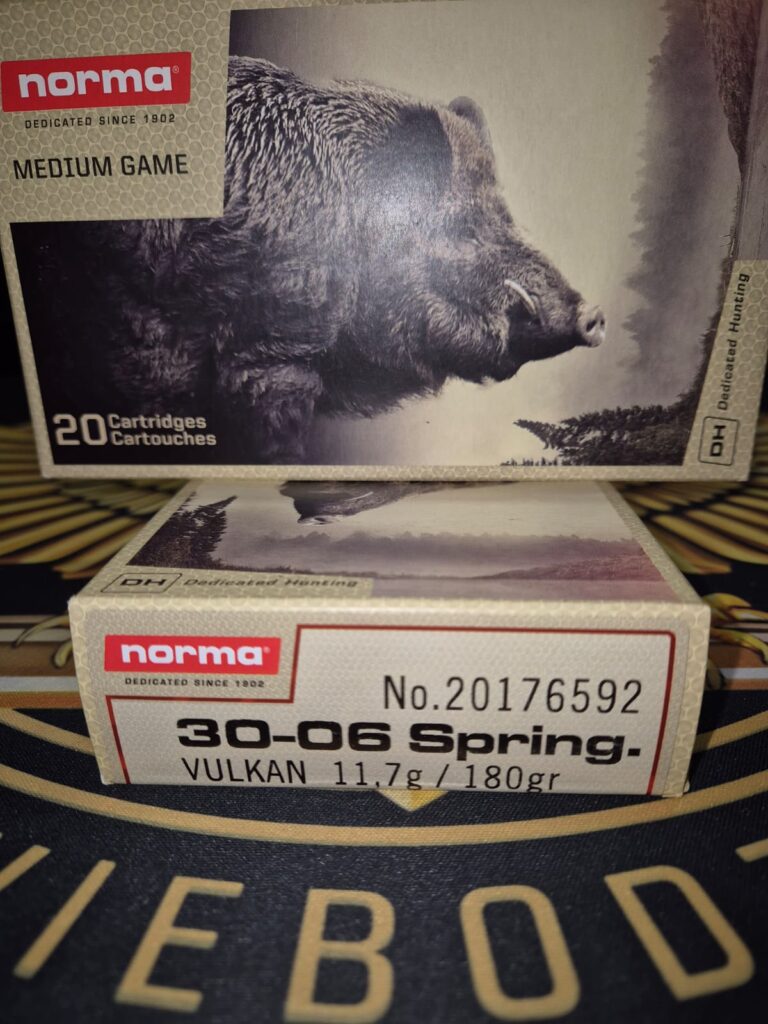 norma®
DEDICATED SINCE 1902
MEDIUM GAME
20 Cartridges
Cartouches
DH Dedicated Hunting
DH Dedicated Hunting
norma®
DEDICATED SINCE 1902
No.20176592
30-06 Spring.
VULKAN 11,7g / 180gr
IEBOD